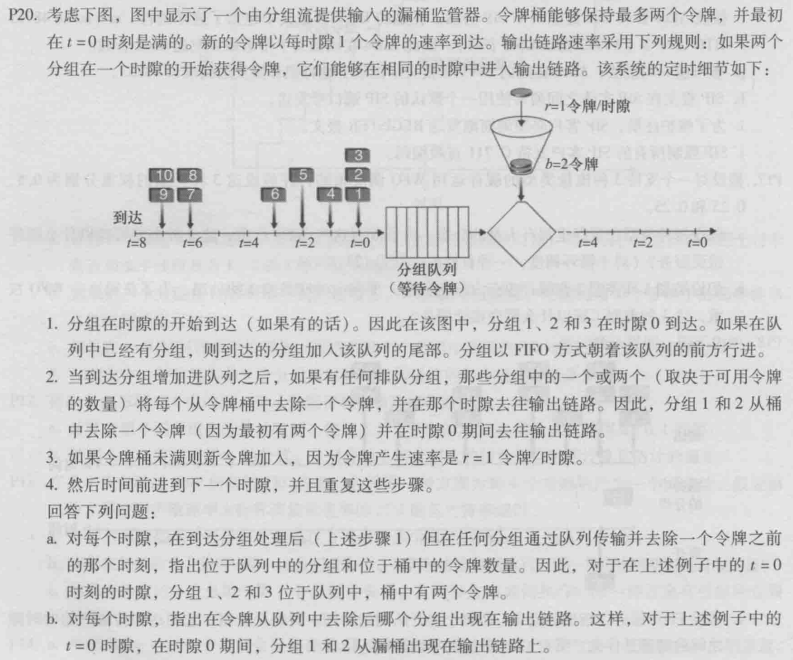 P20. 考虑下图，图中显示了一个由分组流提供输入的漏桶监管器。令牌桶能够保持最多两个令牌，并最初
在 t=0 时刻是满的。新的令牌以每时隙 1 个令牌的速率到达。输出链路速率采用下列规则：如果两个
分组在一个时隙的开始获得令牌，它们能够在相同的时隙中进入输出链路。该系统的定时细节如下：
r=1令牌/时隙
b=2令牌
3
10 8 5 2
9 7 6 4 1
到达
t=8 t=6 t=4 t=2 t=0 t=4 t=2 t=0
分组队列
（等待令牌）
1. 分组在时隙的开始到达（如果有的话）。因此在该图中，分组 1、2 和 3 在时隙 0 到达。如果在队
列中已经有分组，则到达的分组加入该队列的尾部。分组以 FIFO 方式朝着该队列的前方行进。
2. 当到达分组增加进队列之后，如果有任何排队分组，那些分组中的一个或两个（取决于可用令牌
的数量）将每个从令牌桶中去除一个令牌，并在那个时隙去往输出链路。因此，分组 1 和 2 从桶
中去除一个令牌（因为最初有两个令牌）并在时隙 0 期间去往输出链路。
3. 如果令牌桶未满则新令牌加入，因为令牌产生速率是 r=1 令牌/时隙。
4. 然后时间前进到下一个时隙，并且重复这些步骤。
回答下列问题：
a. 对每个时隙，在到达分组处理后（上述步骤 1）但在任何分组通过队列传输并去除一个令牌之前
的那个时刻，指出位于队列中的分组和位于桶中的令牌数量。因此，对于在上述例子中的 t=0
时刻的时隙，分组 1、2 和 3 位于队列中，桶中有两个令牌。
b. 对每个时隙，指出在令牌从队列中去除后哪个分组出现在输出链路。这样，对于上述例子中的
t=0 时隙，在时隙 0 期间，分组 1 和 2 从漏桶出现在输出链路上。